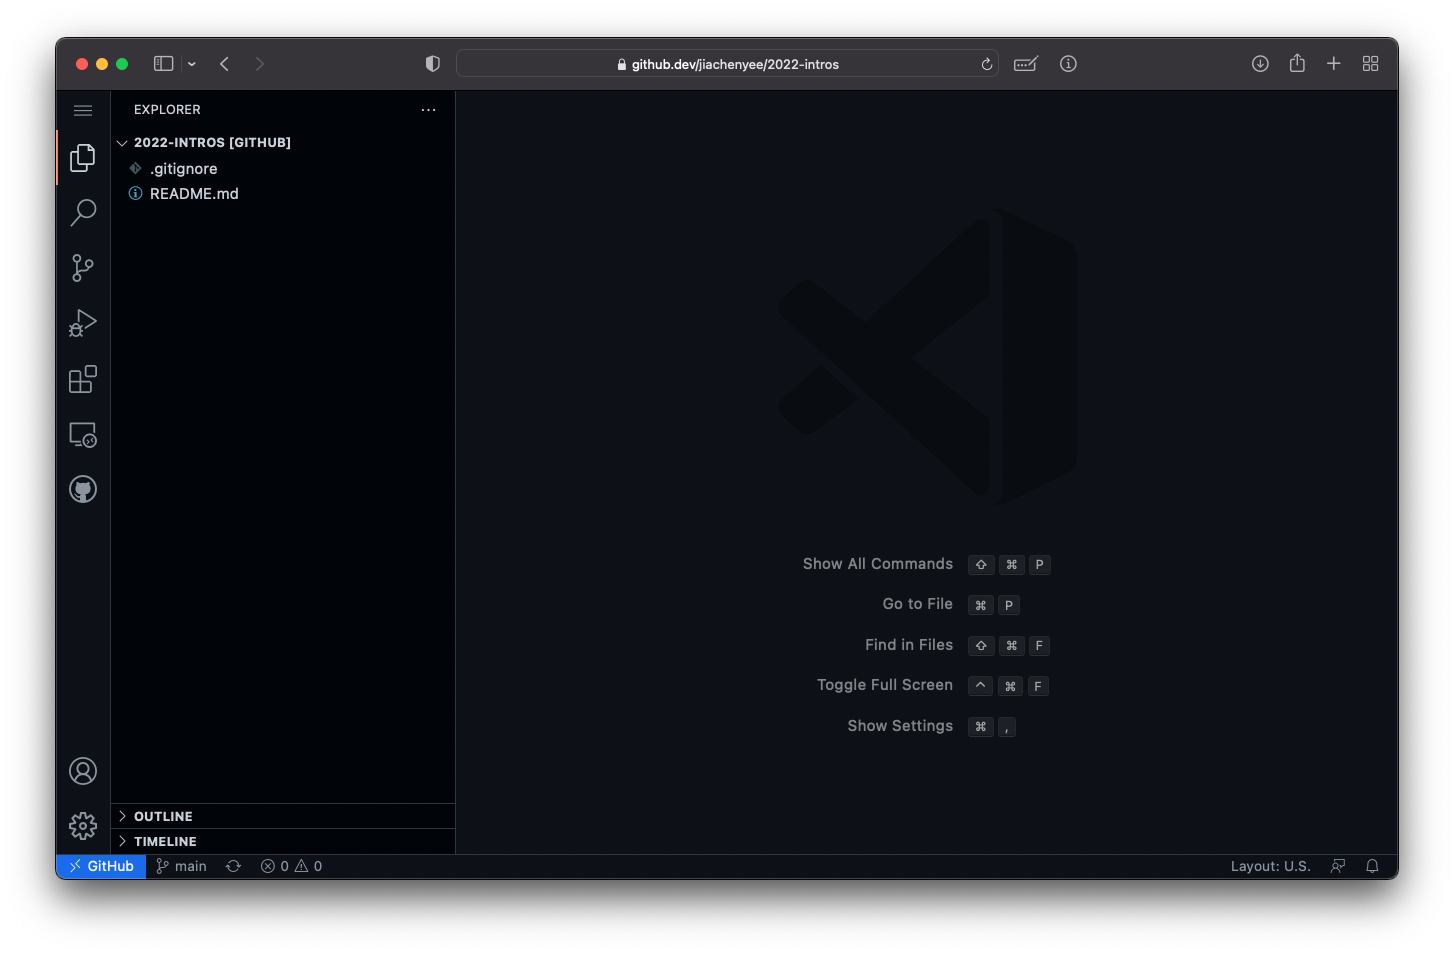 github.dev/jiachenyee/2022-intros
EXPLORER
2022-INTROS [GITHUB]
.gitignore
README.md
Show All Commands ⇧ ⌘ P
Go to File ⌘ P
Find in Files ⇧ ⌘ F
Toggle Full Screen ^ ⌘ F
Show Settings ⌘ ,
OUTLINE
TIMELINE
GitHub main 0 0 Layout: U.S.